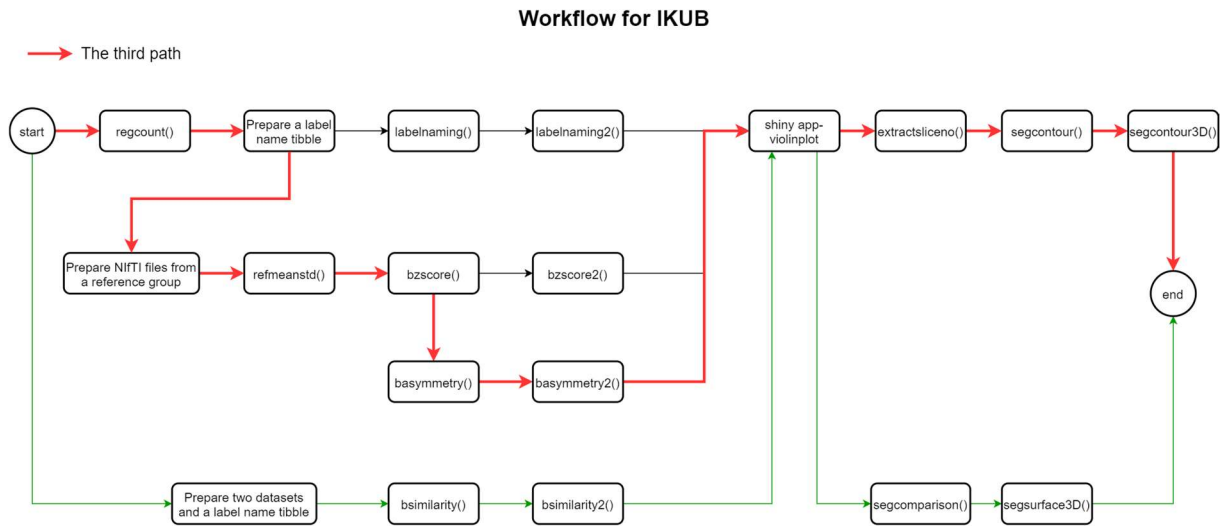 Workflow for IKUB
The third path
start
regcount()
Prepare a label
name tibble
labelnaming()
labelnaming2()
shiny app-
violinplot
extractsliceno()
segcontour()
segcontour3D()
Prepare NIfTI files from
a reference group
refmeanstd()
bzscore()
bzscore2()
end
basymmetry()
basymmetry2()
Prepare two datasets
and a label name tibble
bsimilarity()
bsimilarity2()
segcomparison()
segsurface3D()